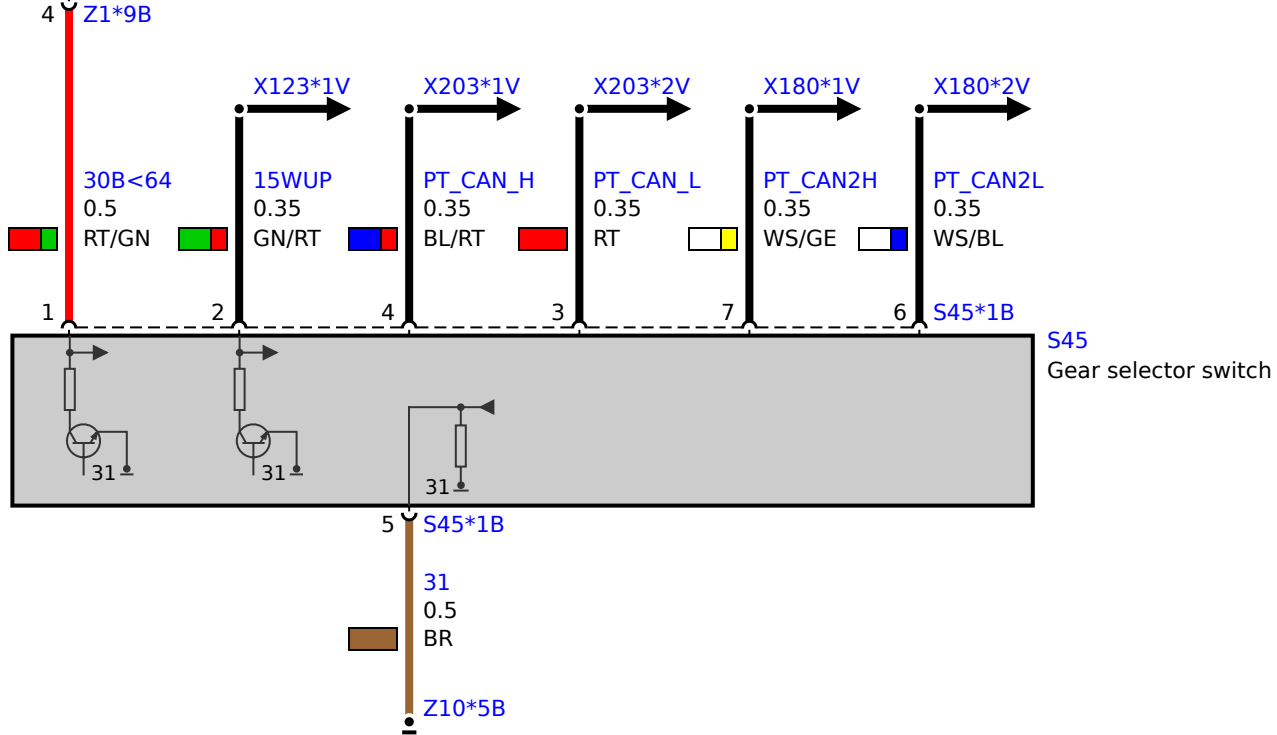 4 Z1*9B
X123*1V X203*1V X203*2V X180*1V X180*2V
30B<64 15WUP PT_CAN_H PT_CAN_L PT_CAN2H PT_CAN2L
0.5 0.35 0.35 0.35 0.35 0.35
RT/GN GN/RT BL/RT RT WS/GE WS/BL
1 2 4 3 7 6 S45*1B
S45
Gear selector switch
31 31 31
5 S45*1B
31
0.5
BR
Z10*5B